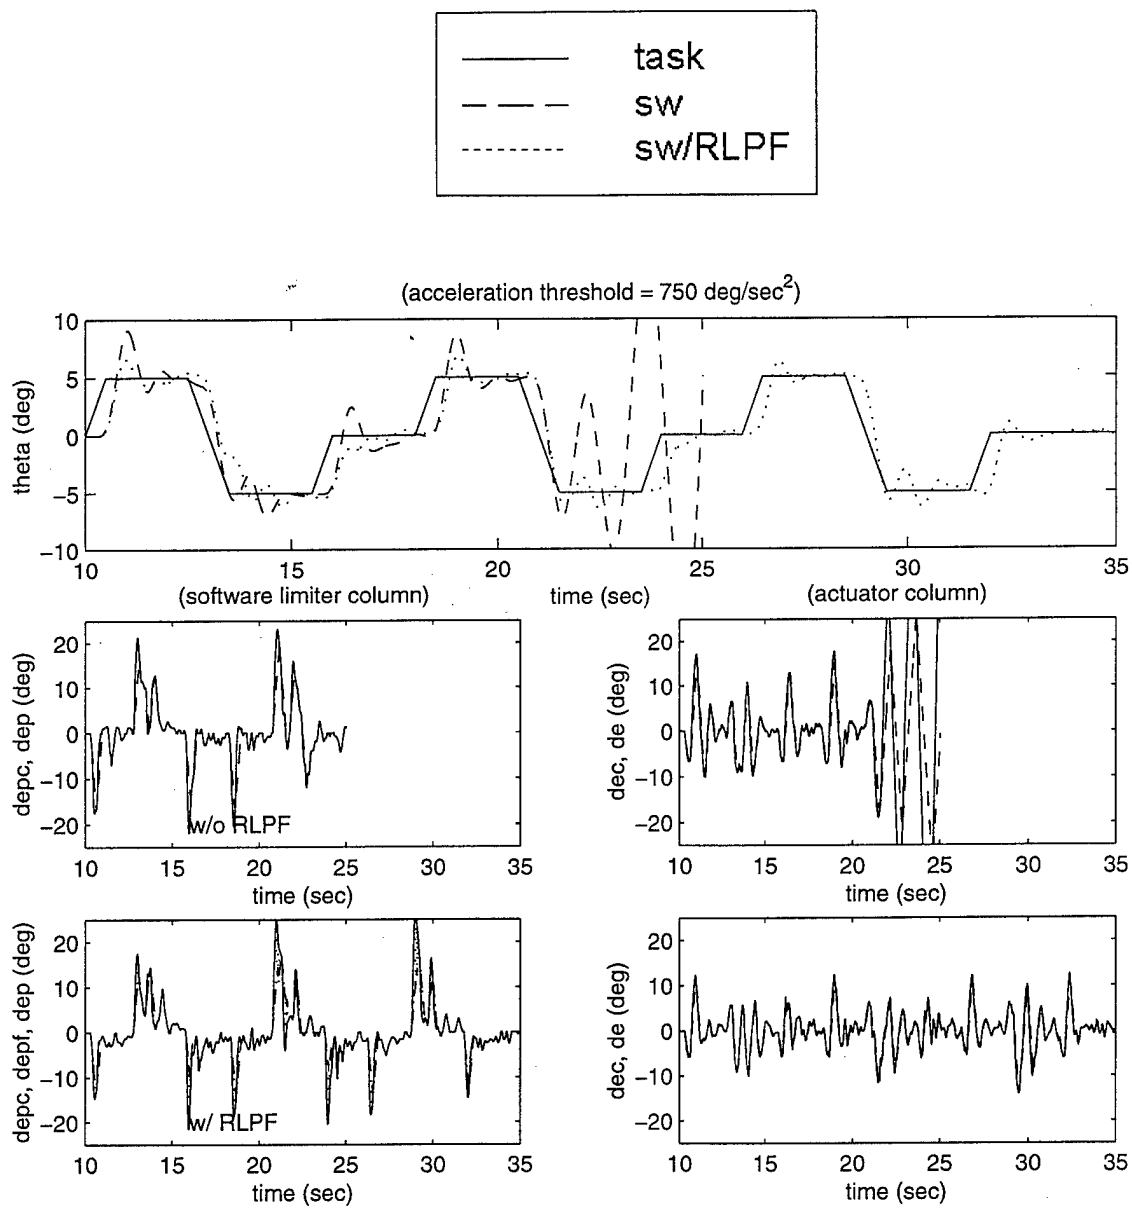 task
sw
sw/RLPF
(acceleration threshold = 750 deg/sec²)
10
5
0
−5
−10
theta (deg)
10 15 20 25 30 35
(software limiter column) time (sec) (actuator column)
20
10
0
−10
−20
depc, dep (deg)
w/o RLPF
10 15 20 25 30 35
time (sec)
20
10
0
−10
−20
dec, de (deg)
10 15 20 25 30 35
time (sec)
20
10
0
−10
−20
depc, depf, dep (deg)
w/ RLPF
10 15 20 25 30 35
time (sec)
20
10
0
−10
−20
dec, de (deg)
10 15 20 25 30 35
time (sec)